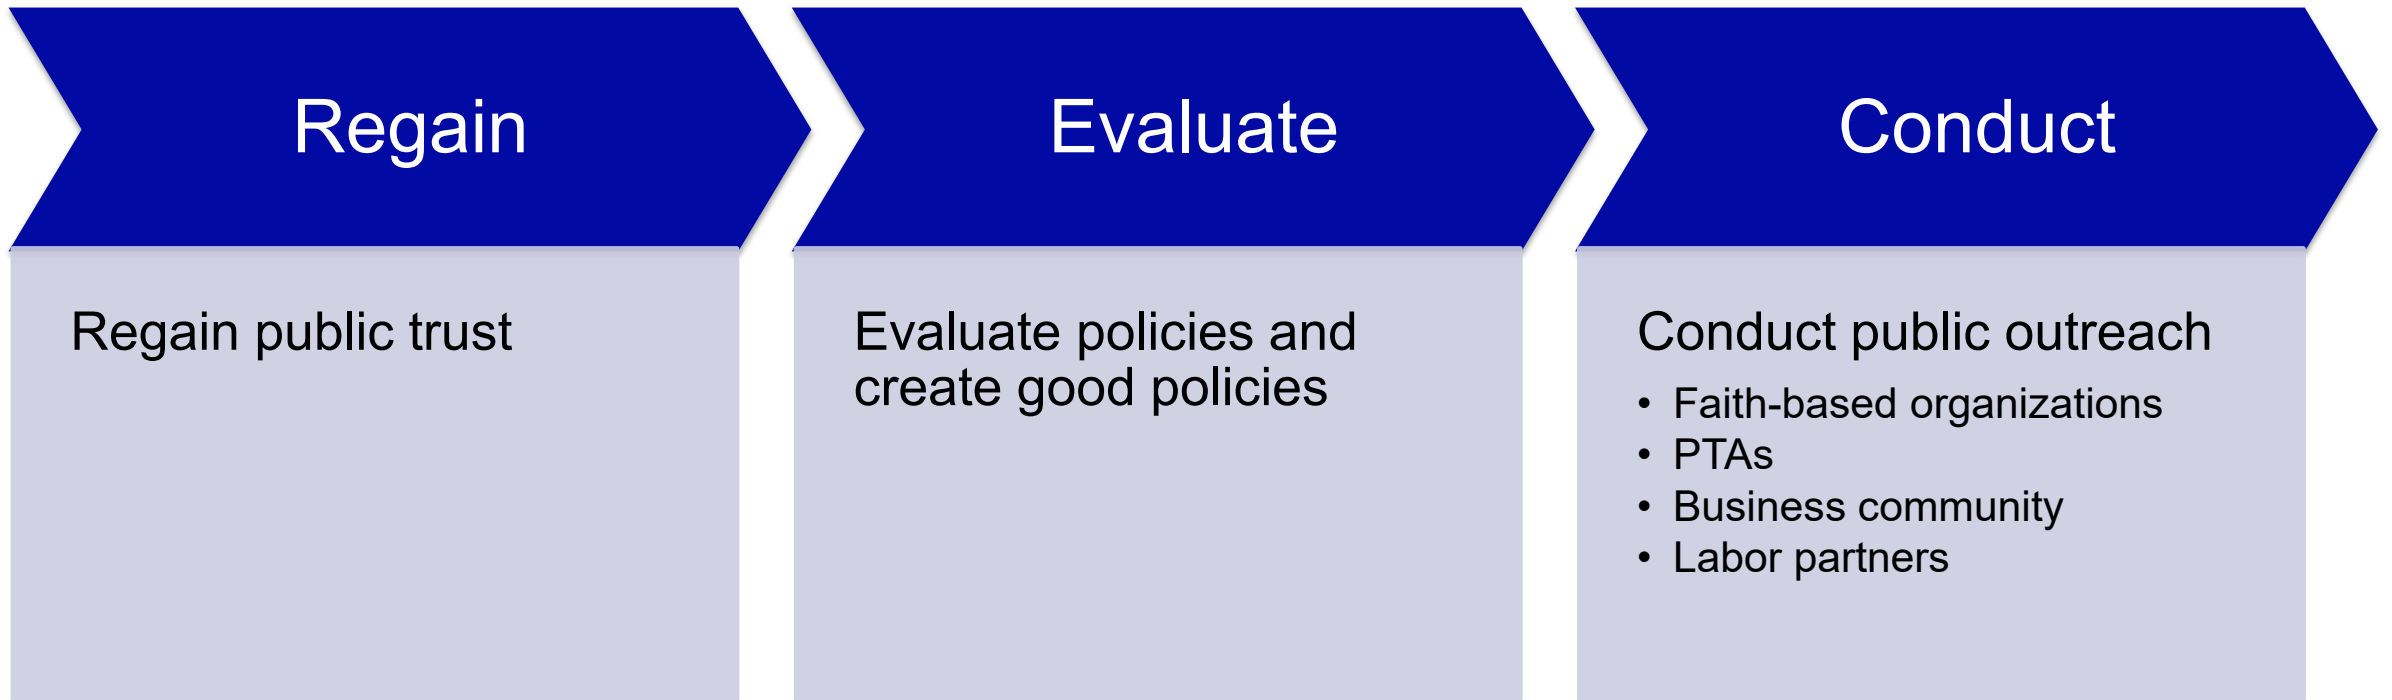 Regain
Regain public trust
Evaluate
Evaluate policies and
create good policies
Conduct
Conduct public outreach
• Faith-based organizations
• PTAs
• Business community
• Labor partners